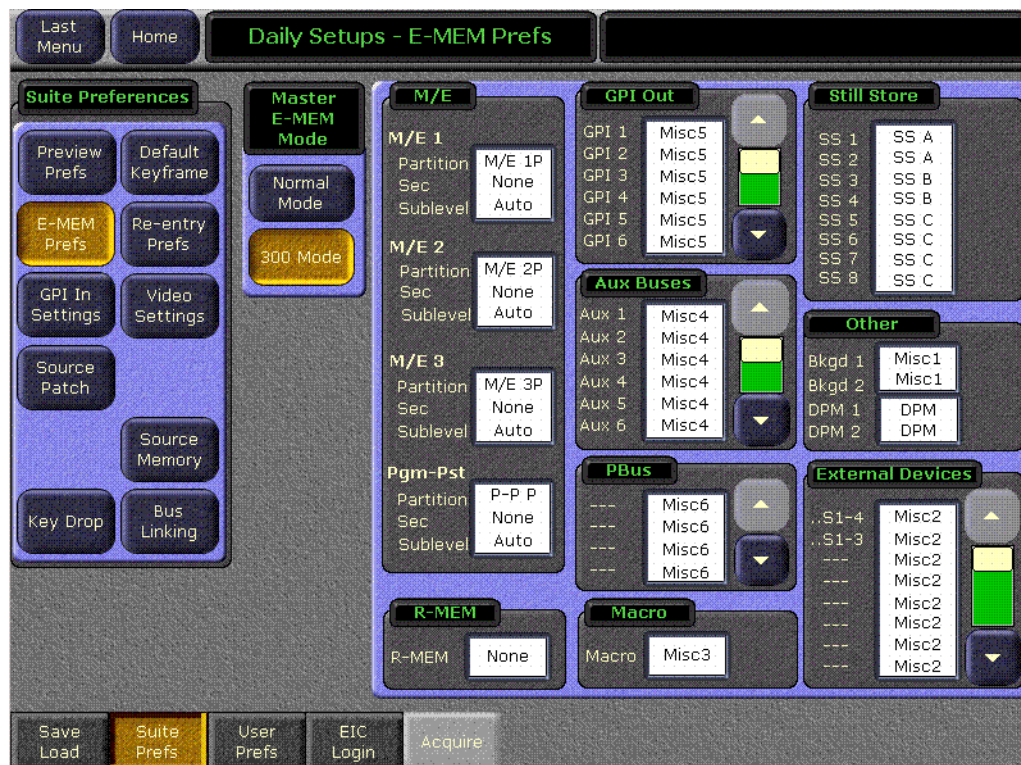 Last
Menu
Home
Daily Setups - E-MEM Prefs
Suite Preferences
Preview
Prefs
Default
Keyframe
E-MEM
Prefs
Re-entry
Prefs
GPI In
Settings
Video
Settings
Source
Patch
Source
Memory
Key Drop
Bus
Linking
Master
E-MEM
Mode
Normal
Mode
300 Mode
M/E
M/E 1
Partition M/E 1P
Sec None
Sublevel Auto
M/E 2
Partition M/E 2P
Sec None
Sublevel Auto
M/E 3
Partition M/E 3P
Sec None
Sublevel Auto
Pgm-Pst
Partition P-P P
Sec None
Sublevel Auto
GPI Out
GPI 1 Misc5
GPI 2 Misc5
GPI 3 Misc5
GPI 4 Misc5
GPI 5 Misc5
GPI 6 Misc5
Aux Buses
Aux 1 Misc4
Aux 2 Misc4
Aux 3 Misc4
Aux 4 Misc4
Aux 5 Misc4
Aux 6 Misc4
PBus
--- Misc6
--- Misc6
--- Misc6
--- Misc6
Still Store
SS 1 SS A
SS 2 SS A
SS 3 SS B
SS 4 SS B
SS 5 SS C
SS 6 SS C
SS 7 SS C
SS 8 SS C
Other
Bkgd 1 Misc1
Bkgd 2 Misc1
DPM 1 DPM
DPM 2 DPM
External Devices
..S1-4 Misc2
..S1-3 Misc2
--- Misc2
--- Misc2
--- Misc2
--- Misc2
--- Misc2
--- Misc2
R-MEM
R-MEM None
Macro
Macro Misc3
Save
Load
Suite
Prefs
User
Prefs
EIC
Login
Acquire